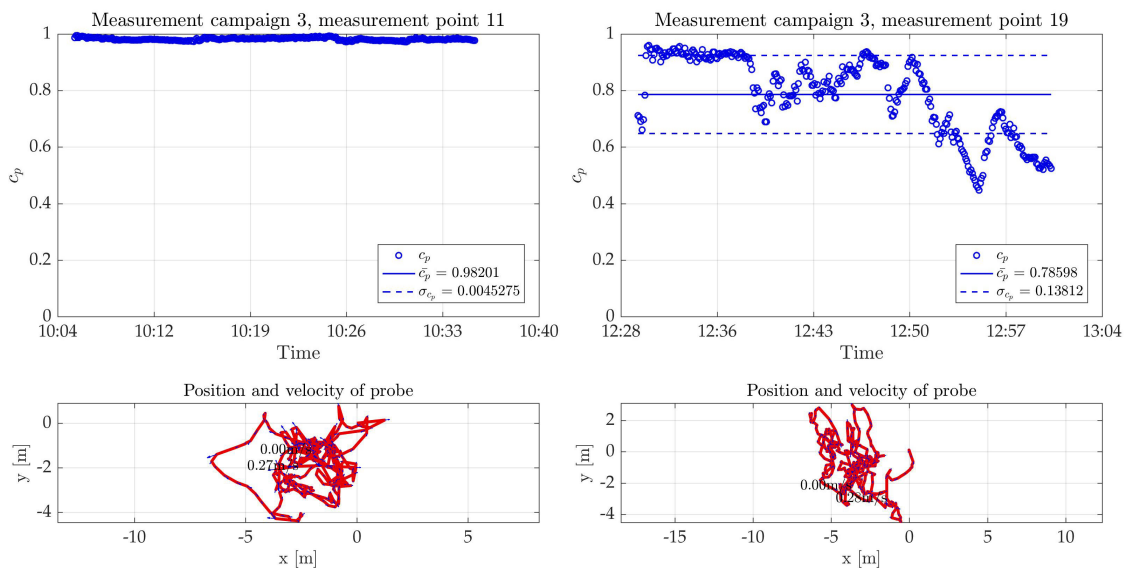 Measurement campaign 3, measurement point 11
1
0.8
0.6
0.4
0.2
0
c_p
c_p
c̄_p = 0.98201
σ_{c_p} = 0.0045275
10:04 10:12 10:19 10:26 10:33 10:40
Time
Measurement campaign 3, measurement point 19
1
0.8
0.6
0.4
0.2
0
c_p
c_p
c̄_p = 0.78598
σ_{c_p} = 0.13812
12:28 12:36 12:43 12:50 12:57 13:04
Time
Position and velocity of probe
0
-2
-4
y [m]
-10 -5 0 5
x [m]
Position and velocity of probe
2
0
-2
-4
y [m]
-15 -10 -5 0 5 10
x [m]